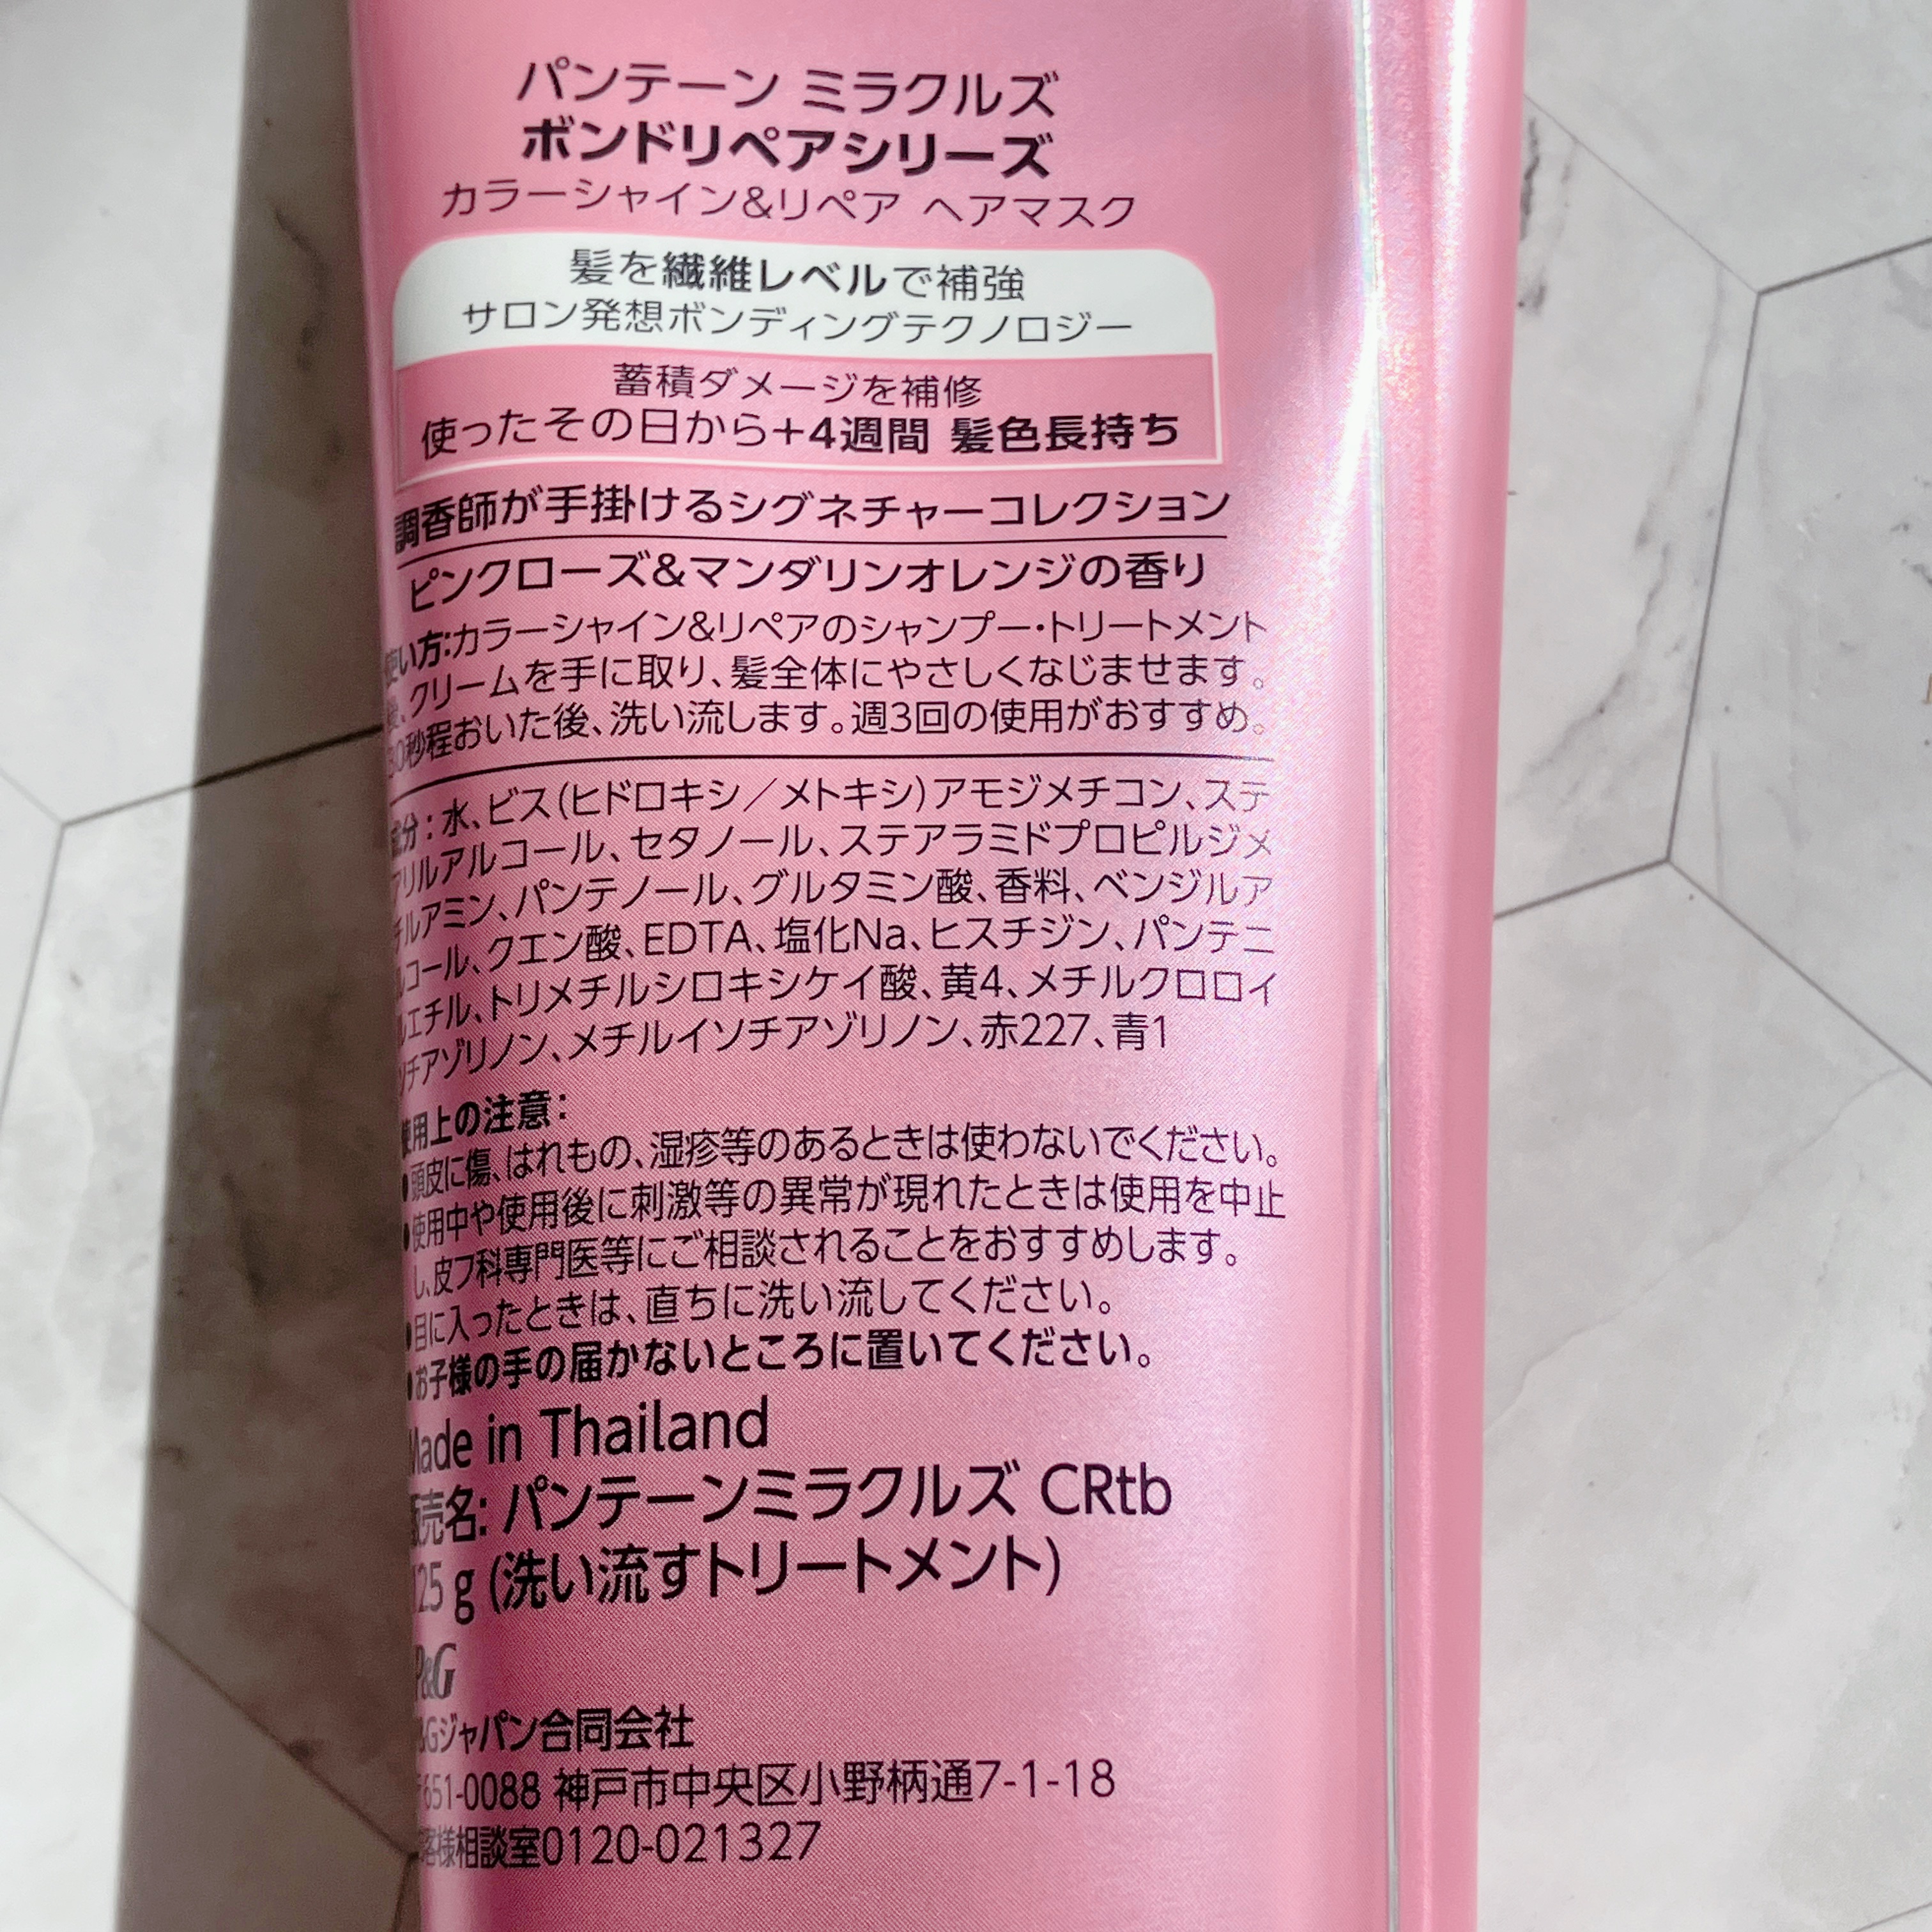 パンテーン ミラクルズ
ボンドリペアシリーズ
カラーシャイン&リペア ヘアマスク
髪を繊維レベルで補強
サロン発想ボンディングテクノロジー
蓄積ダメージを補修
使ったその日から+4週間 髪色長持ち
調香師が手掛けるシグネチャーコレクション
ピンクローズ&マンダリンオレンジの香り
使い方:カラーシャイン&リペアのシャンプー・トリートメント
後、クリームを手に取り、髪全体にやさしくなじませます。
30秒程おいた後、洗い流します。週3回の使用がおすすめ。
成分：水、ビス(ヒドロキシ／メトキシ)アモジメチコン、ステ
アリルアルコール、セタノール、ステアラミドプロピルジメ
チルアミン、パンテノール、グルタミン酸、香料、ベンジルア
ルコール、クエン酸、EDTA、塩化Na、ヒスチジン、パンテニ
ルエチル、トリメチルシロキシケイ酸、黄4、メチルクロロイ
ソチアゾリノン、メチルイソチアゾリノン、赤227、青1
使用上の注意：
●頭皮に傷、はれもの、湿疹等のあるときは使わないでください。
●使用中や使用後に刺激等の異常が現れたときは使用を中止
し、皮フ科専門医等にご相談されることをおすすめします。
●目に入ったときは、直ちに洗い流してください。
●お子様の手の届かないところに置いてください。
Made in Thailand
販売名: パンテーンミラクルズ CRtb
125 g (洗い流すトリートメント)
P&G
P&Gジャパン合同会社
〒651-0088 神戸市中央区小野柄通7-1-18
お客様相談室0120-021327